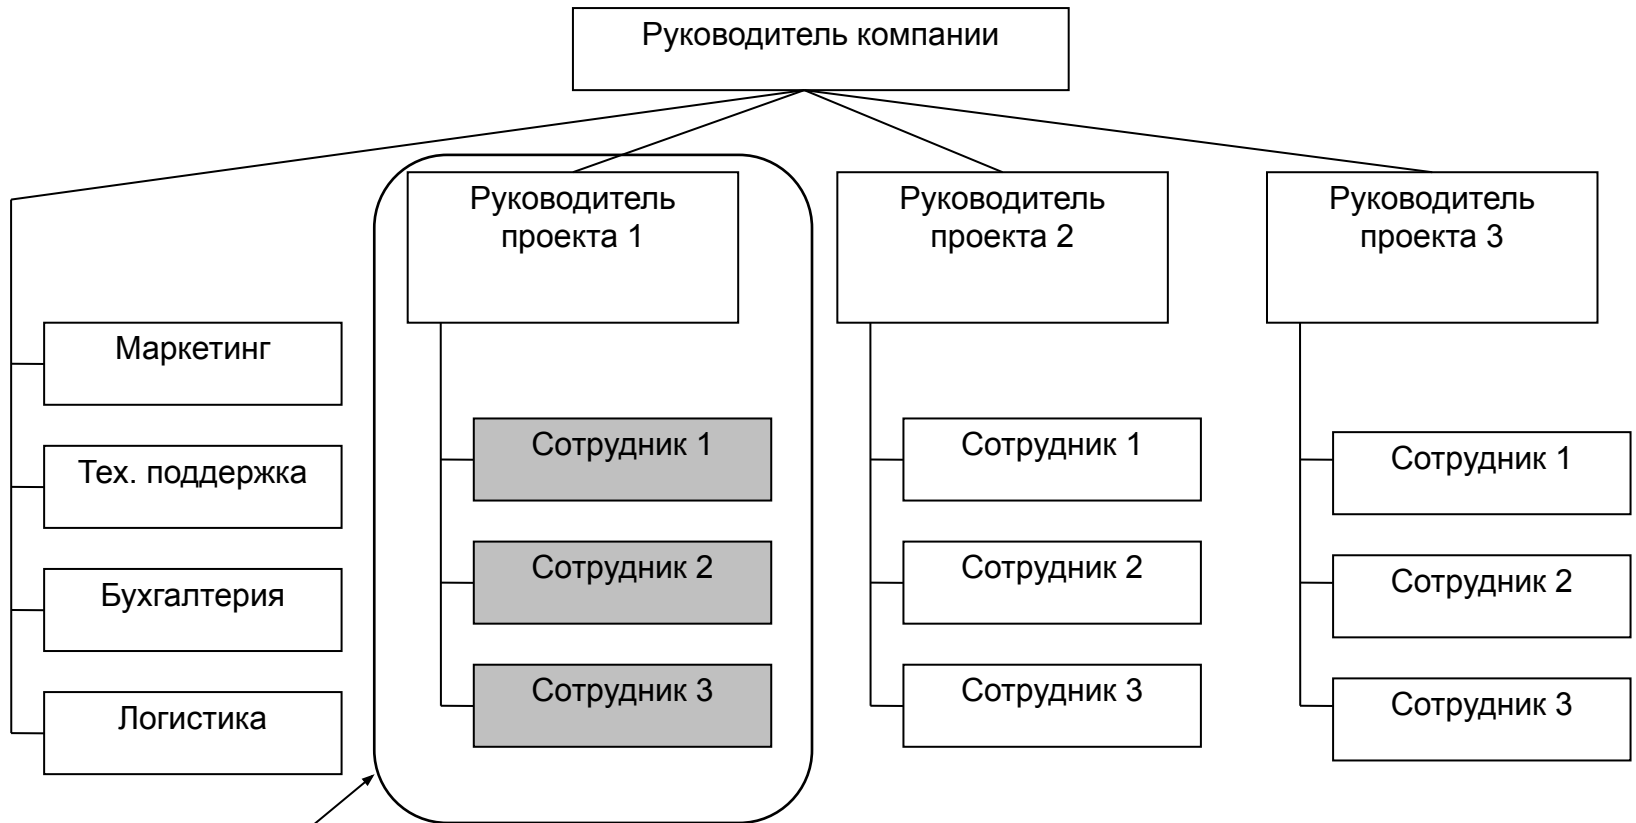 Руководитель компании
Руководитель
проекта 1
Руководитель
проекта 2
Руководитель
проекта 3
Маркетинг
Тех. поддержка
Бухгалтерия
Логистика
Сотрудник 1
Сотрудник 2
Сотрудник 3
Сотрудник 1
Сотрудник 2
Сотрудник 3
Сотрудник 1
Сотрудник 2
Сотрудник 3